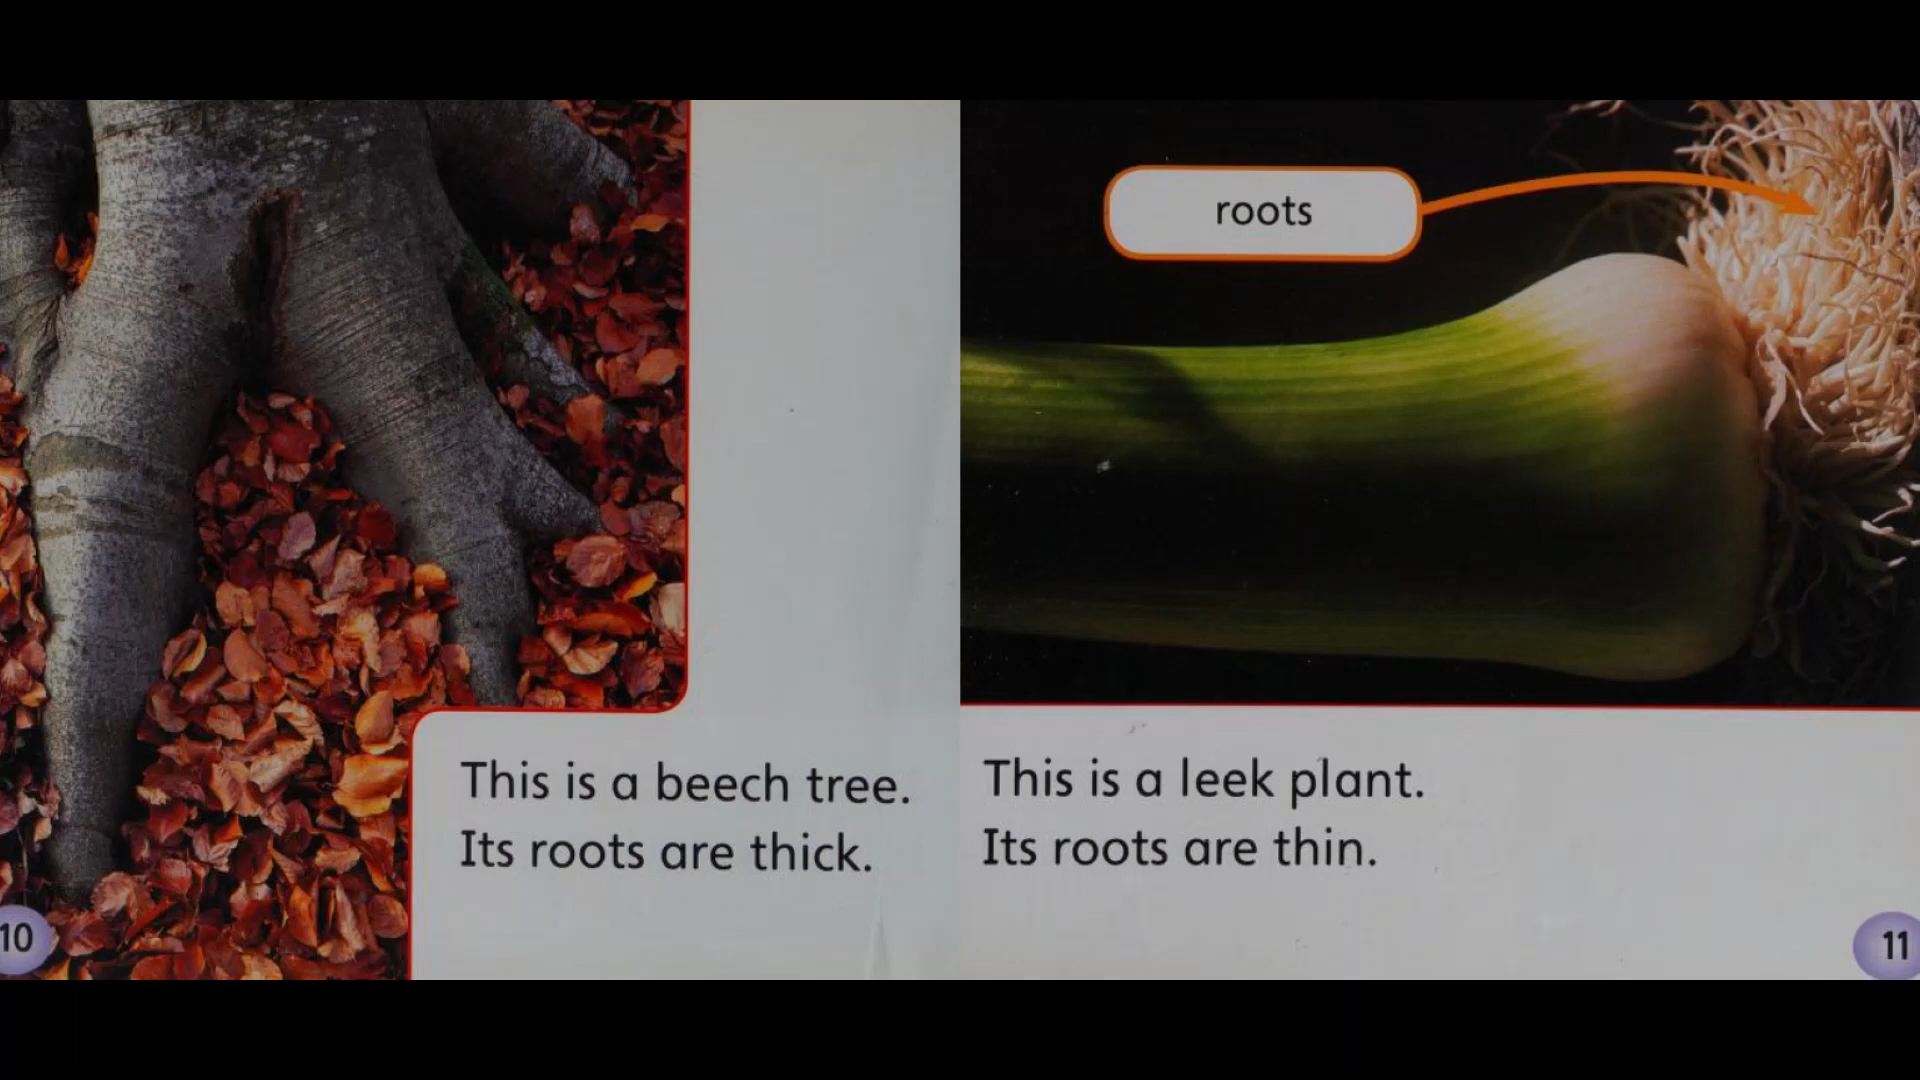 This is a beech tree.
Its roots are thick.
10
roots
This is a leek plant.
Its roots are thin.
11